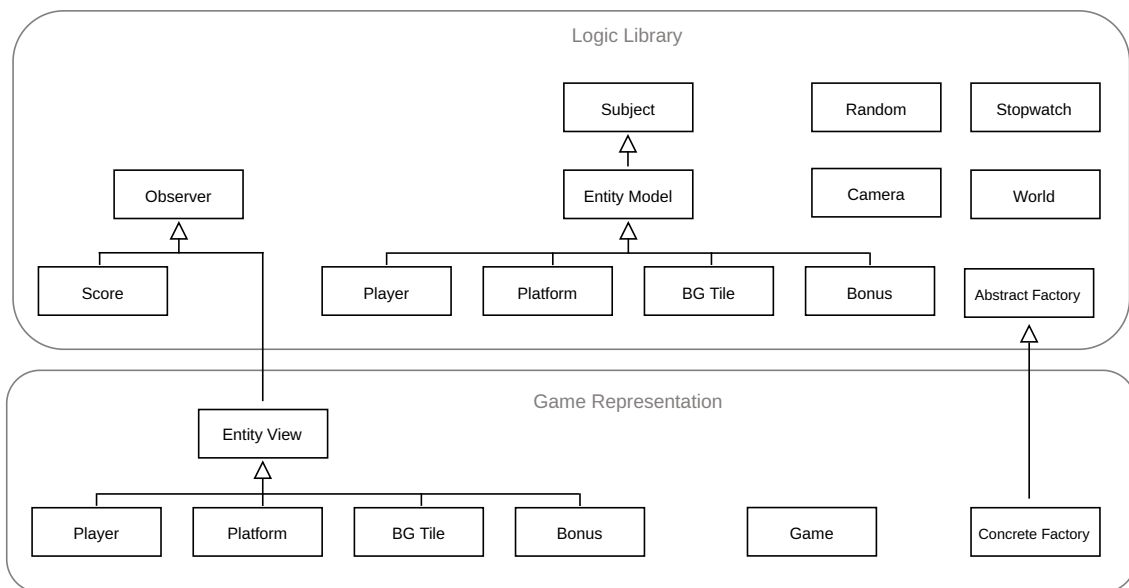 Logic Library
Subject
Random
Stopwatch
Observer
Entity Model
Camera
World
Score
Player
Platform
BG Tile
Bonus
Abstract Factory
Game Representation
Entity View
Player
Platform
BG Tile
Bonus
Game
Concrete Factory